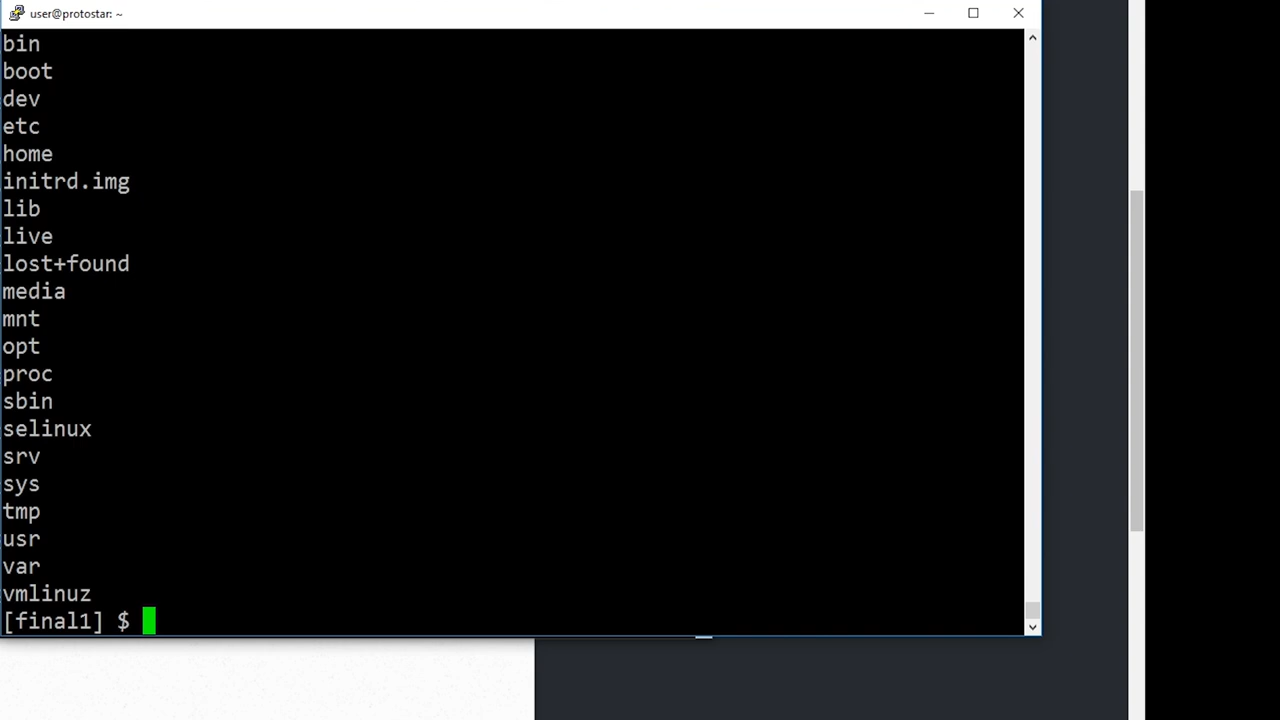 user@protostar: ~
bin
boot
dev
etc
home
initrd.img
lib
live
lost+found
media
mnt
opt
proc
sbin
selinux
srv
sys
tmp
usr
var
vmlinuz
[final1] $